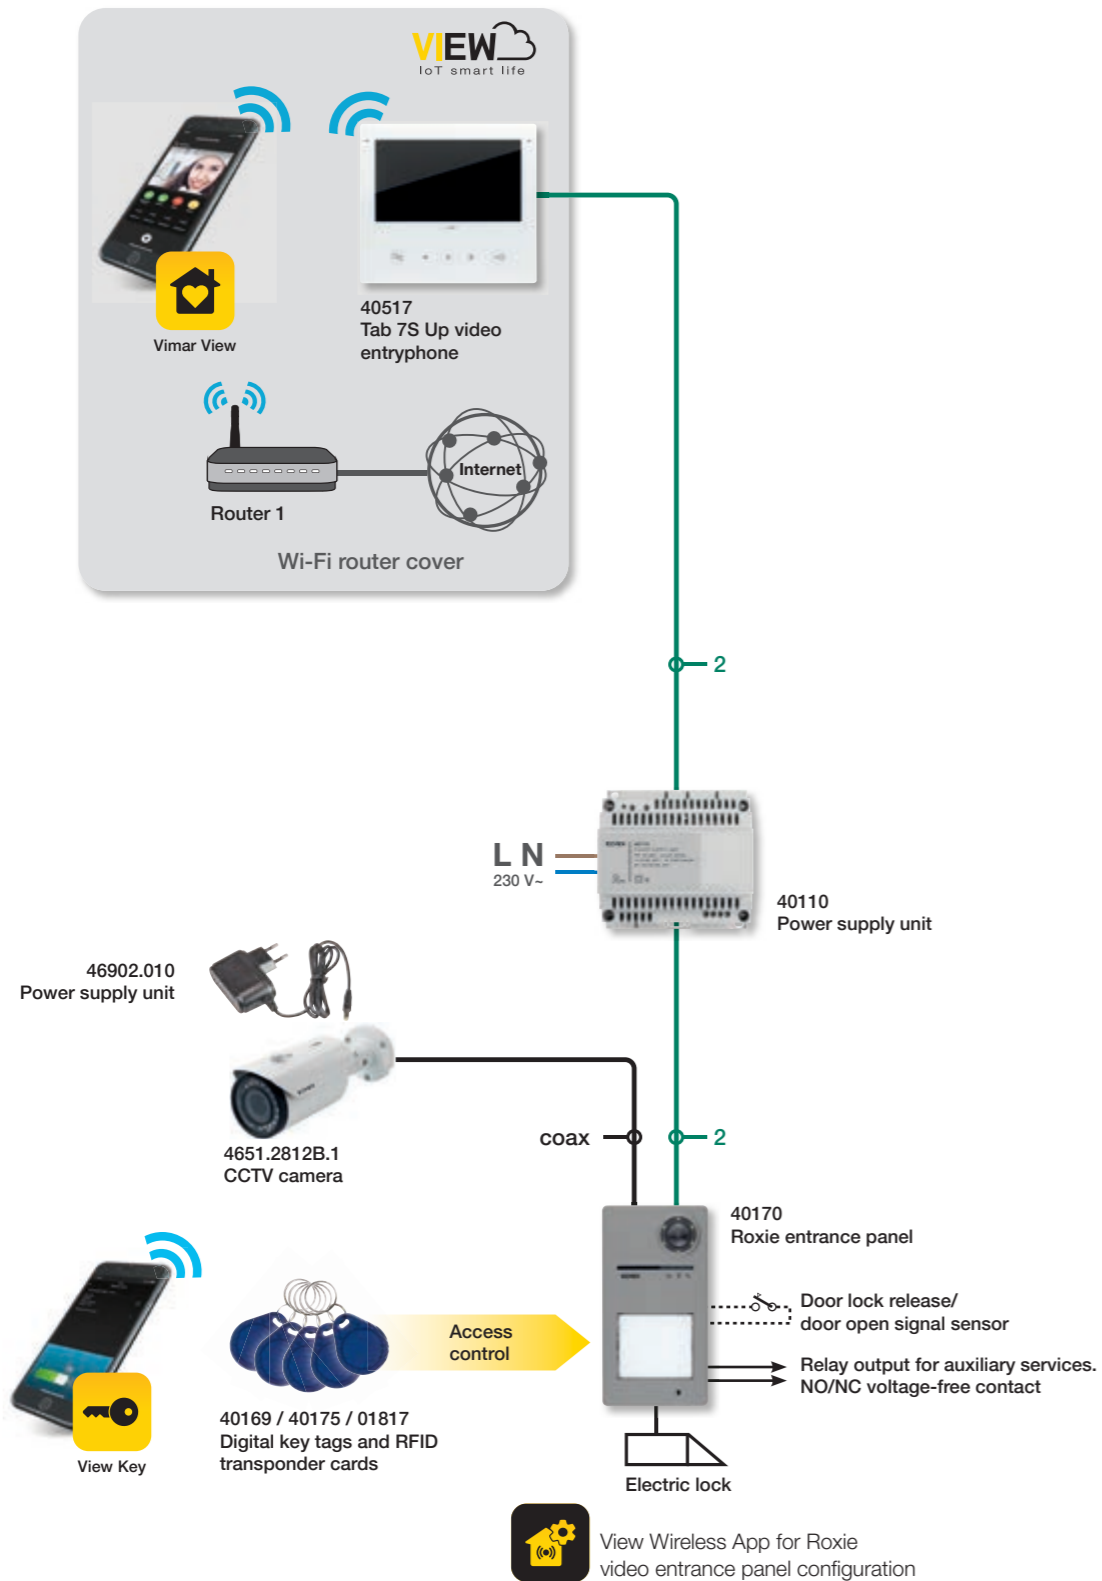 VIEW
IoT smart life
40517
Tab 7S Up video
entryphone
Vimar View
Internet
Router 1
Wi-Fi router cover
2
L N
230 V~
40110
Power supply unit
46902.010
Power supply unit
4651.2812B.1
CCTV camera
coax
2
40170
Roxie entrance panel
Door lock release/
door open signal sensor
Relay output for auxiliary services.
NO/NC voltage-free contact
Access
control
40169 / 40175 / 01817
Digital key tags and RFID
transponder cards
View Key
Electric lock
View Wireless App for Roxie
video entrance panel configuration